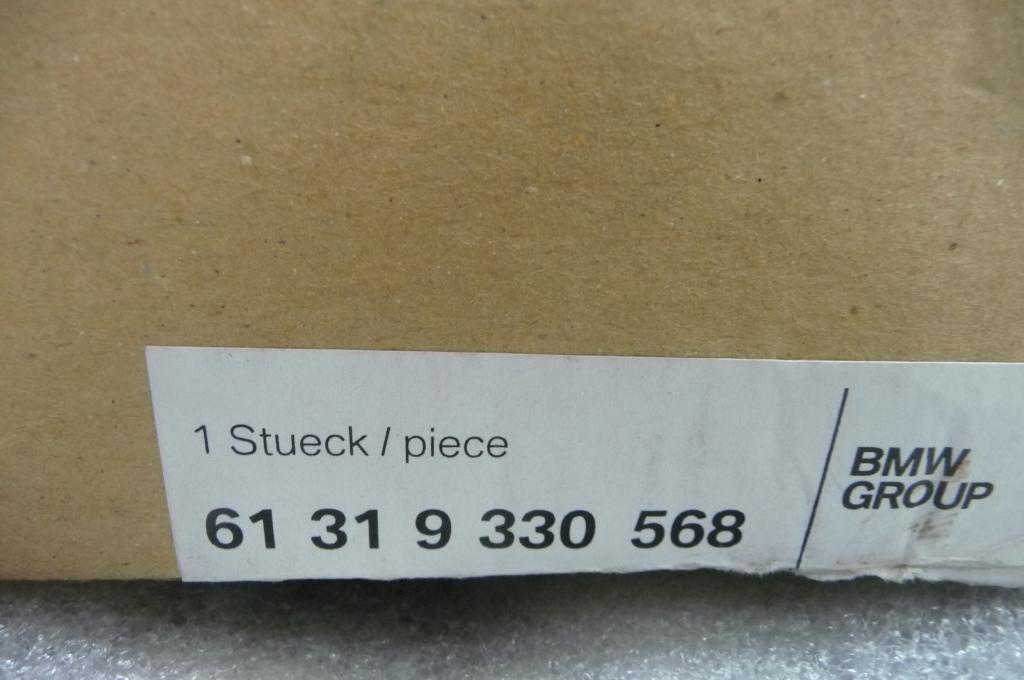 1 Stueck / piece
61 31 9 330 568
BMW
GROUP